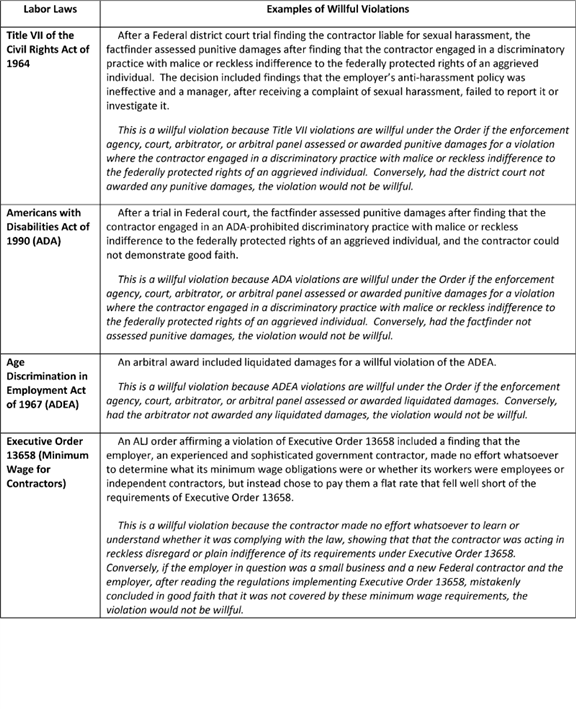 Labor Laws
Examples of Willful Violations
Title VII of the
Civil Rights Act of
1964
After a Federal district court trial finding the contractor liable for sexual harassment, the
factfinder assessed punitive damages after finding that the contractor engaged in a discriminatory
practice with malice or reckless indifference to the federally protected rights of an aggrieved
individual. The decision included findings that the employer's anti-harassment policy was
ineffective and a manager, after receiving a complaint of sexual harassment, failed to report it or
investigate it.
This is a willful violation because Title VII violations are willful under the Order if the enforcement
agency, court, arbitrator, or arbitral panel assessed or awarded punitive damages for a violation
where the contractor engaged in a discriminatory practice with malice or reckless indifference to
the federally protected rights of an aggrieved individual. Conversely, had the district court not
awarded any punitive damages, the violation would not be willful.
Americans with
Disabilities Act of
1990 (ADA)
After a trial in Federal court, the factfinder assessed punitive damages after finding that the
contractor engaged in an ADA-prohibited discriminatory practice with malice or reckless
indifference to the federally protected rights of an aggrieved individual, and the contractor could
not demonstrate good faith.
This is a willful violation because ADA violations are willful under the Order if the enforcement
agency, court, arbitrator, or arbitral panel assessed or awarded punitive damages for a violation
where the contractor engaged in a discriminatory practice with malice or reckless indifference to
the federally protected rights of an aggrieved individual. Conversely, had the factfinder not
assessed punitive damages, the violation would not be willful.
Age
Discrimination in
Employment Act
of 1967 (ADEA)
An arbitral award included liquidated damages for a willful violation of the ADEA.
This is a willful violation because ADEA violations are willful under the Order if the enforcement
agency, court, arbitrator, or arbitral panel assessed or awarded liquidated damages. Conversely,
had the arbitrator not awarded any liquidated damages, the violation would not be willful.
Executive Order
13658 (Minimum
Wage for
Contractors)
An ALJ order affirming a violation of Executive Order 13658 included a finding that the
employer, an experienced and sophisticated government contractor, made no effort whatsoever
to determine what its minimum wage obligations were or whether its workers were employees or
independent contractors, but instead chose to pay them a flat rate that fell well short of the
requirements of Executive Order 13658.
This is a willful violation because the contractor made no effort whatsoever to learn or
understand whether it was complying with the law, showing that that the contractor was acting in
reckless disregard or plain indifference of its requirements under Executive Order 13658.
Conversely, if the employer in question was a small business and a new Federal contractor and the
employer, after reading the regulations implementing Executive Order 13658, mistakenly
concluded in good faith that it was not covered by these minimum wage requirements, the
violation would not be willful.